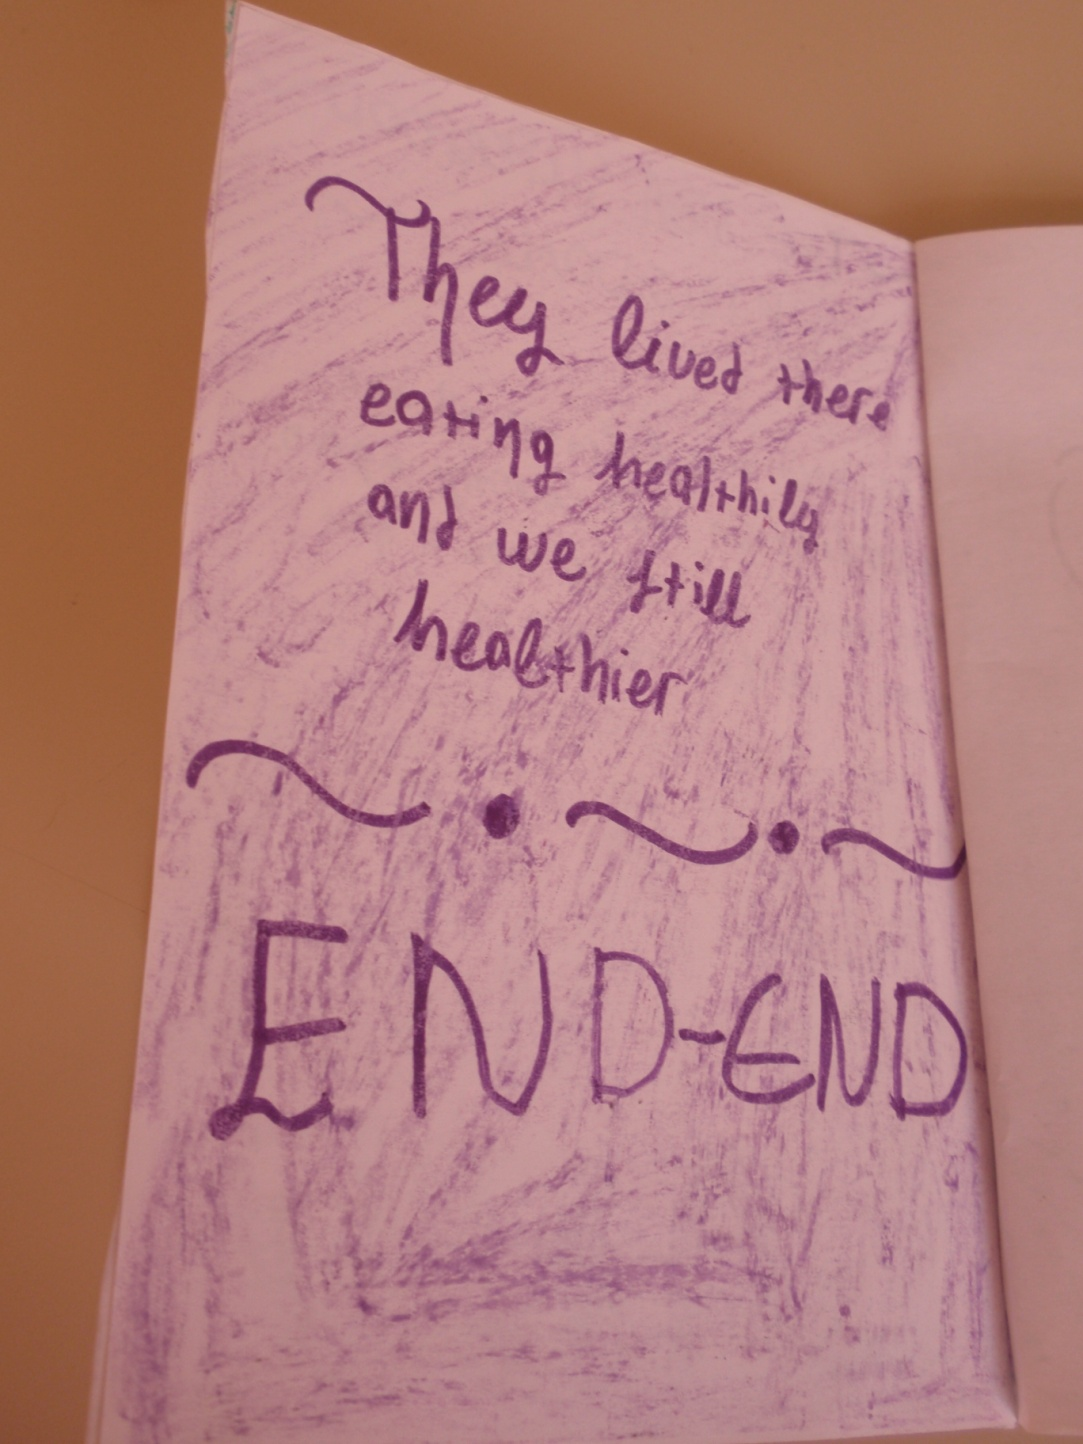 They lived there
eating healthily
and we still
healthier
END-END